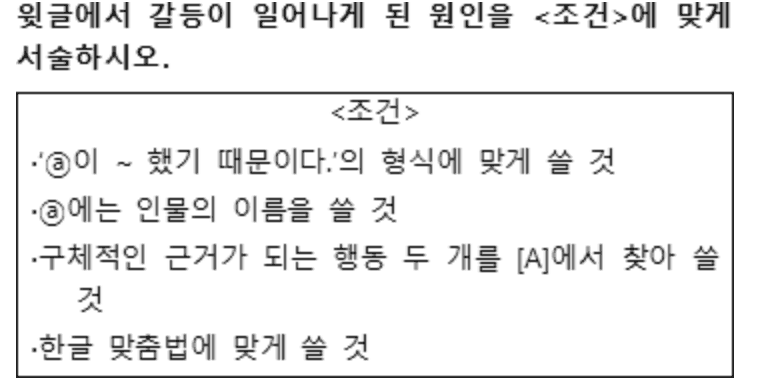 윗글에서 갈등이 일어나게 된 원인을 <조건>에 맞게
서술하시오.
<조건>
·'ⓐ이 ~ 했기 때문이다.'의 형식에 맞게 쓸 것
·ⓐ에는 인물의 이름을 쓸 것
·구체적인 근거가 되는 행동 두 개를 [A]에서 찾아 쓸
것
·한글 맞춤법에 맞게 쓸 것